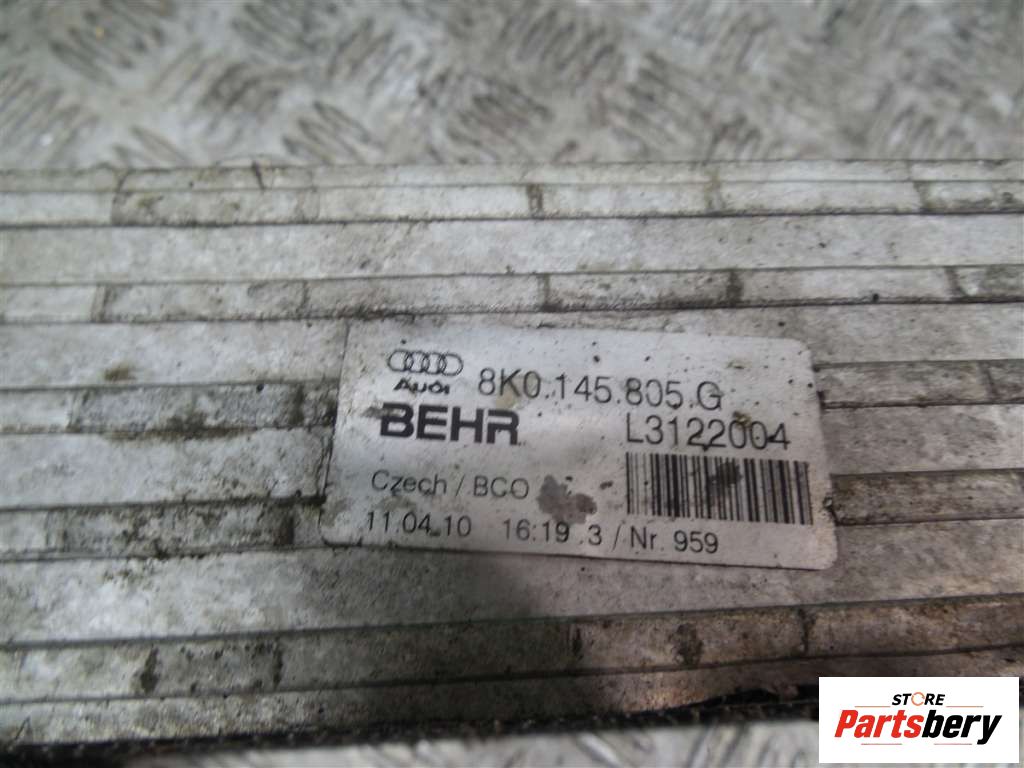 Audi 8K0.145.805.G
BEHR L3122004
Czech / BCO
11.04.10 16:19 .3 / Nr. 959
STORE
Partsbery